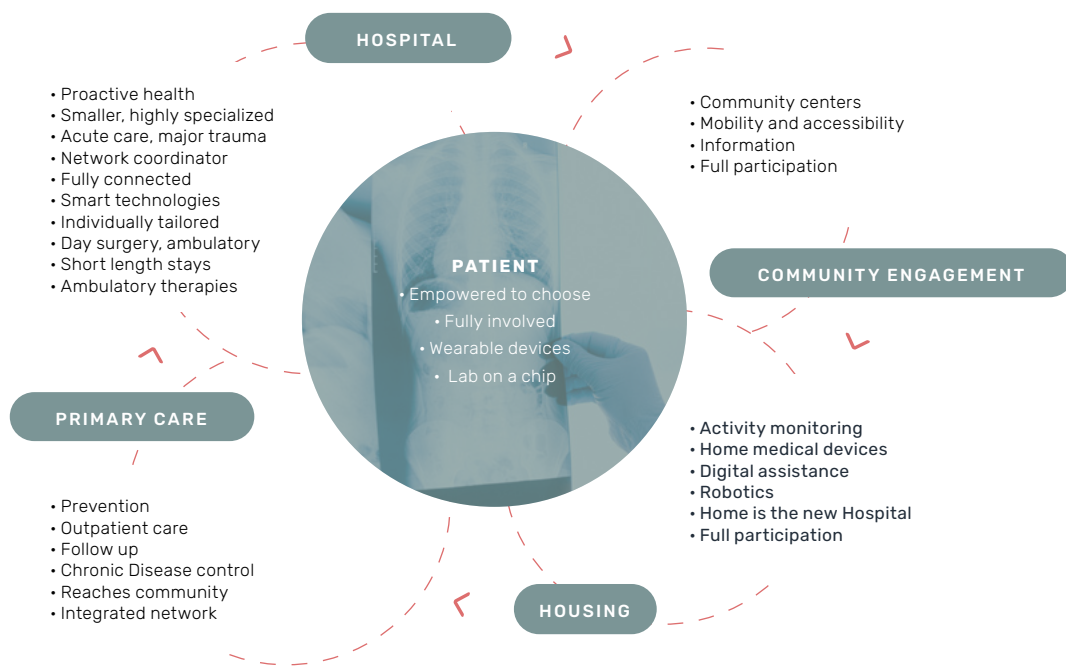 HOSPITAL
• Proactive health
• Smaller, highly specialized
• Acute care, major trauma
• Network coordinator
• Fully connected
• Smart technologies
• Individually tailored
• Day surgery, ambulatory
• Short length stays
• Ambulatory therapies
• Community centers
• Mobility and accessibility
• Information
• Full participation
COMMUNITY ENGAGEMENT
PATIENT
• Empowered to choose
• Fully involved
• Wearable devices
• Lab on a chip
PRIMARY CARE
• Prevention
• Outpatient care
• Follow up
• Chronic Disease control
• Reaches community
• Integrated network
• Activity monitoring
• Home medical devices
• Digital assistance
• Robotics
• Home is the new Hospital
• Full participation
HOUSING